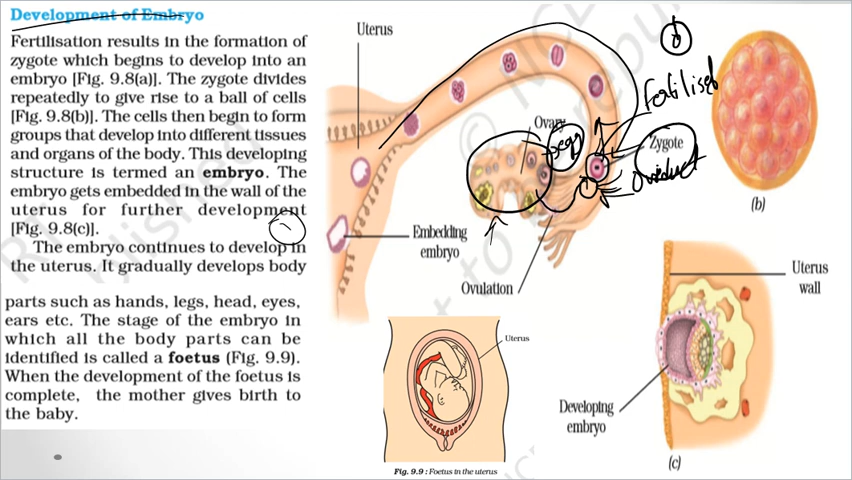 Development of Embryo
Fertilisation results in the formation of
zygote which begins to develop into an
embryo [Fig. 9.8(a)]. The zygote divides
repeatedly to give rise to a ball of cells
[Fig. 9.8(b)]. The cells then begin to form
groups that develop into different tissues
and organs of the body. This developing
structure is termed an embryo. The
embryo gets embedded in the wall of the
uterus for further development
[Fig. 9.8(c)].
The embryo continues to develop in
the uterus. It gradually develops body
parts such as hands, legs, head, eyes,
ears etc. The stage of the embryo in
which all the body parts can be
identified is called a foetus (Fig. 9.9).
When the development of the foetus is
complete, the mother gives birth to
the baby.
Uterus
Ovary
Fertilised
Zygote
Oviduct
Embedding
embryo
Ovulation
(b)
Uterus
wall
Developing
embryo
(c)
Uterus
Fig. 9.9 : Foetus in the uterus